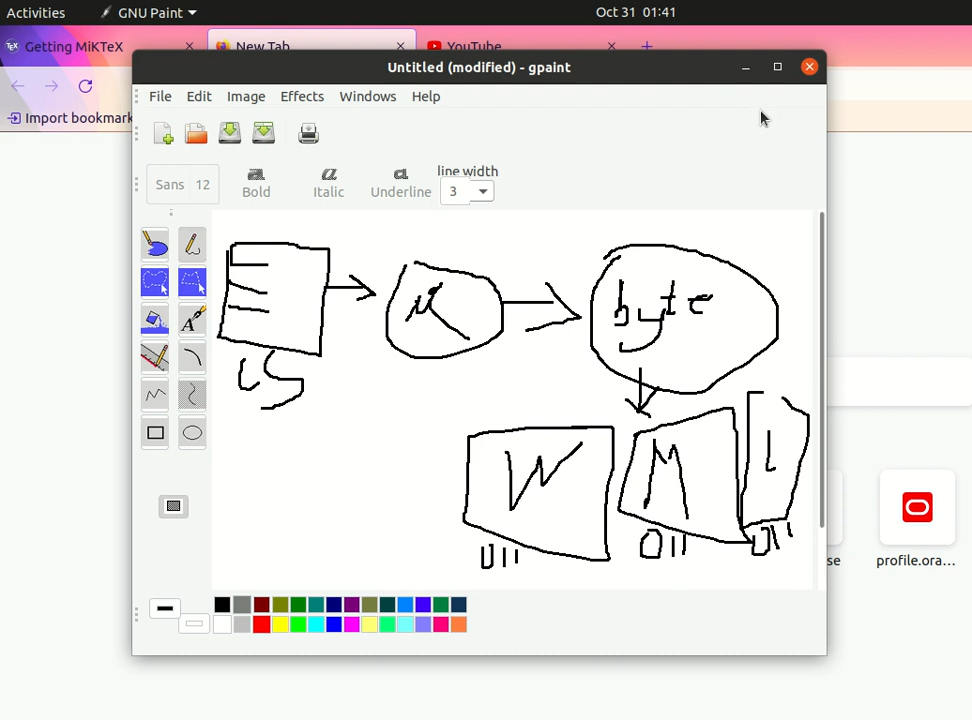 Activities GNU Paint Oct 31 01:41
Getting MiKTeX New Tab YouTube
Untitled (modified) - gpaint
File Edit Image Effects Windows Help
Import bookmark
line width
Sans 12 Bold Italic Underline 3
byte
W M L
profile.ora...